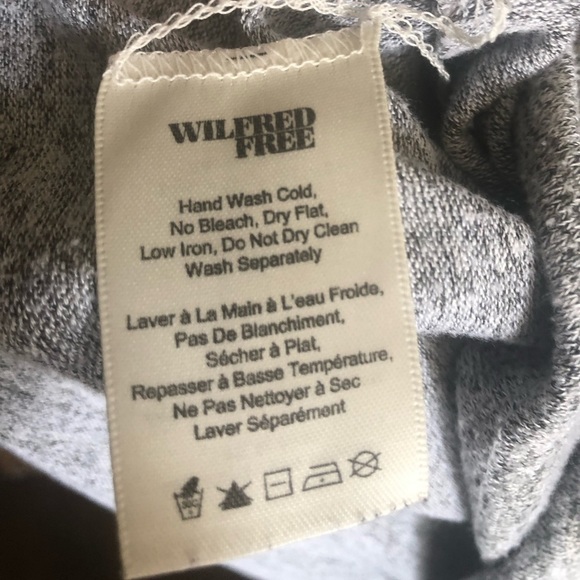 WILFRED
FREE
Hand Wash Cold,
No Bleach, Dry Flat,
Low Iron, Do Not Dry Clean
Wash Separately
Laver à La Main à L'eau Froide,
Pas De Blanchiment,
Sécher à Plat,
Repasser à Basse Température,
Ne Pas Nettoyer à Sec
Laver Séparément